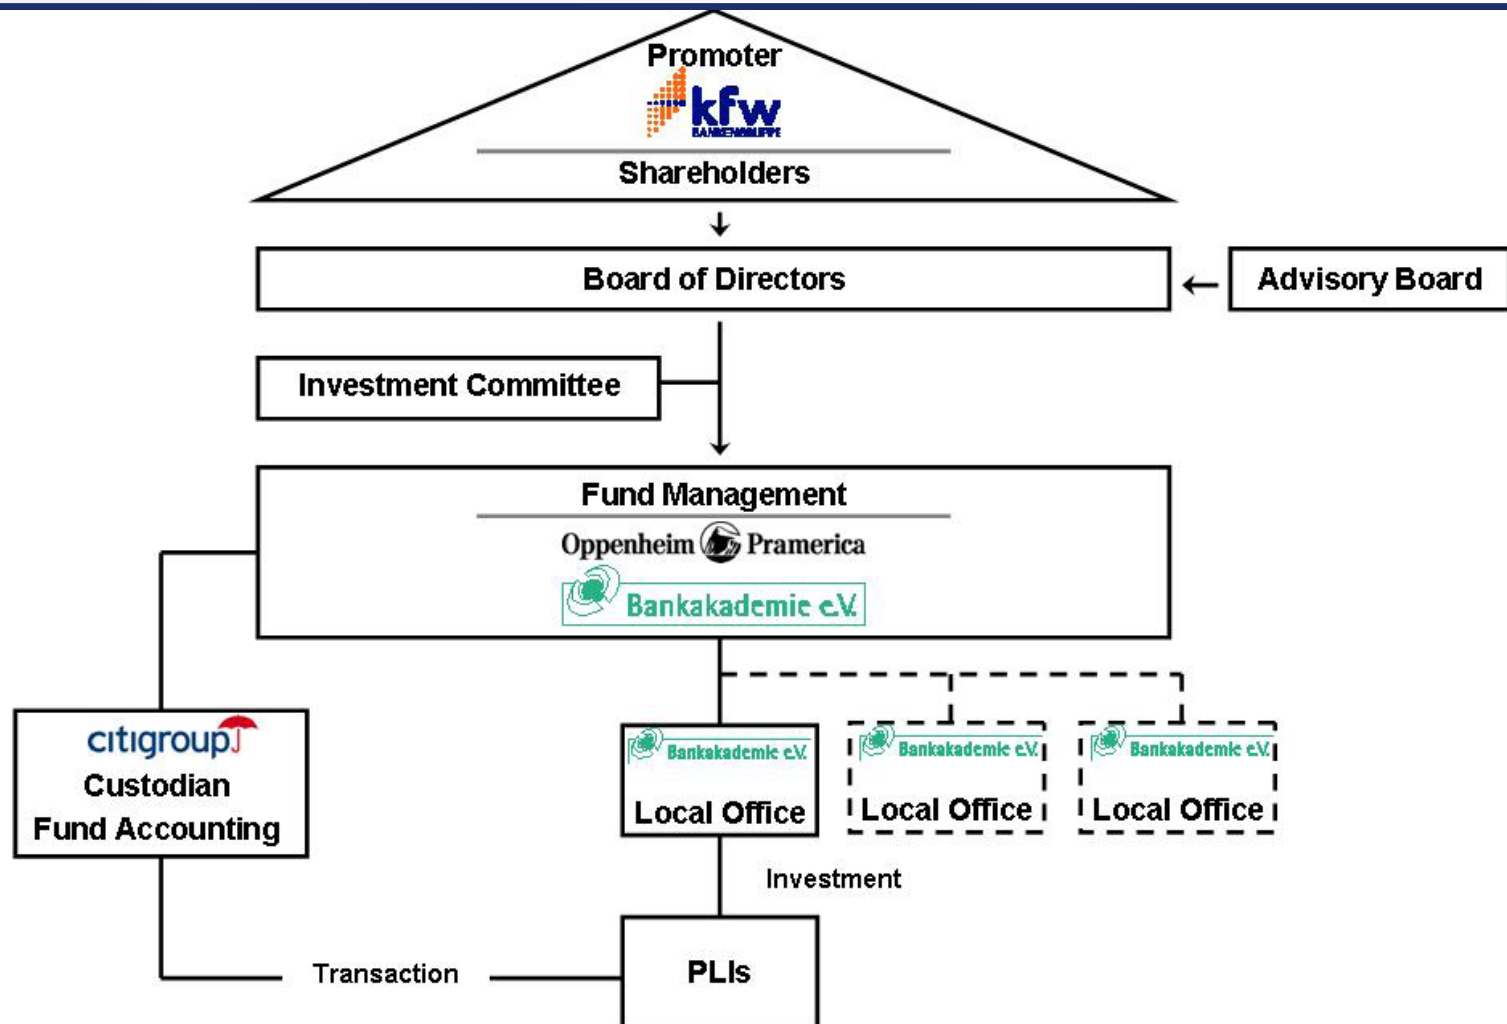 Promoter
kfw
BANKENGRUPPE
Shareholders
Board of Directors
Advisory Board
Investment Committee
Fund Management
Oppenheim Pramerica
Bankakademie e.V.
citigroup
Custodian
Fund Accounting
Bankakademie e.V.
Local Office
Bankakademie e.V.
Local Office
Bankakademie e.V.
Local Office
Investment
Transaction
PLIs